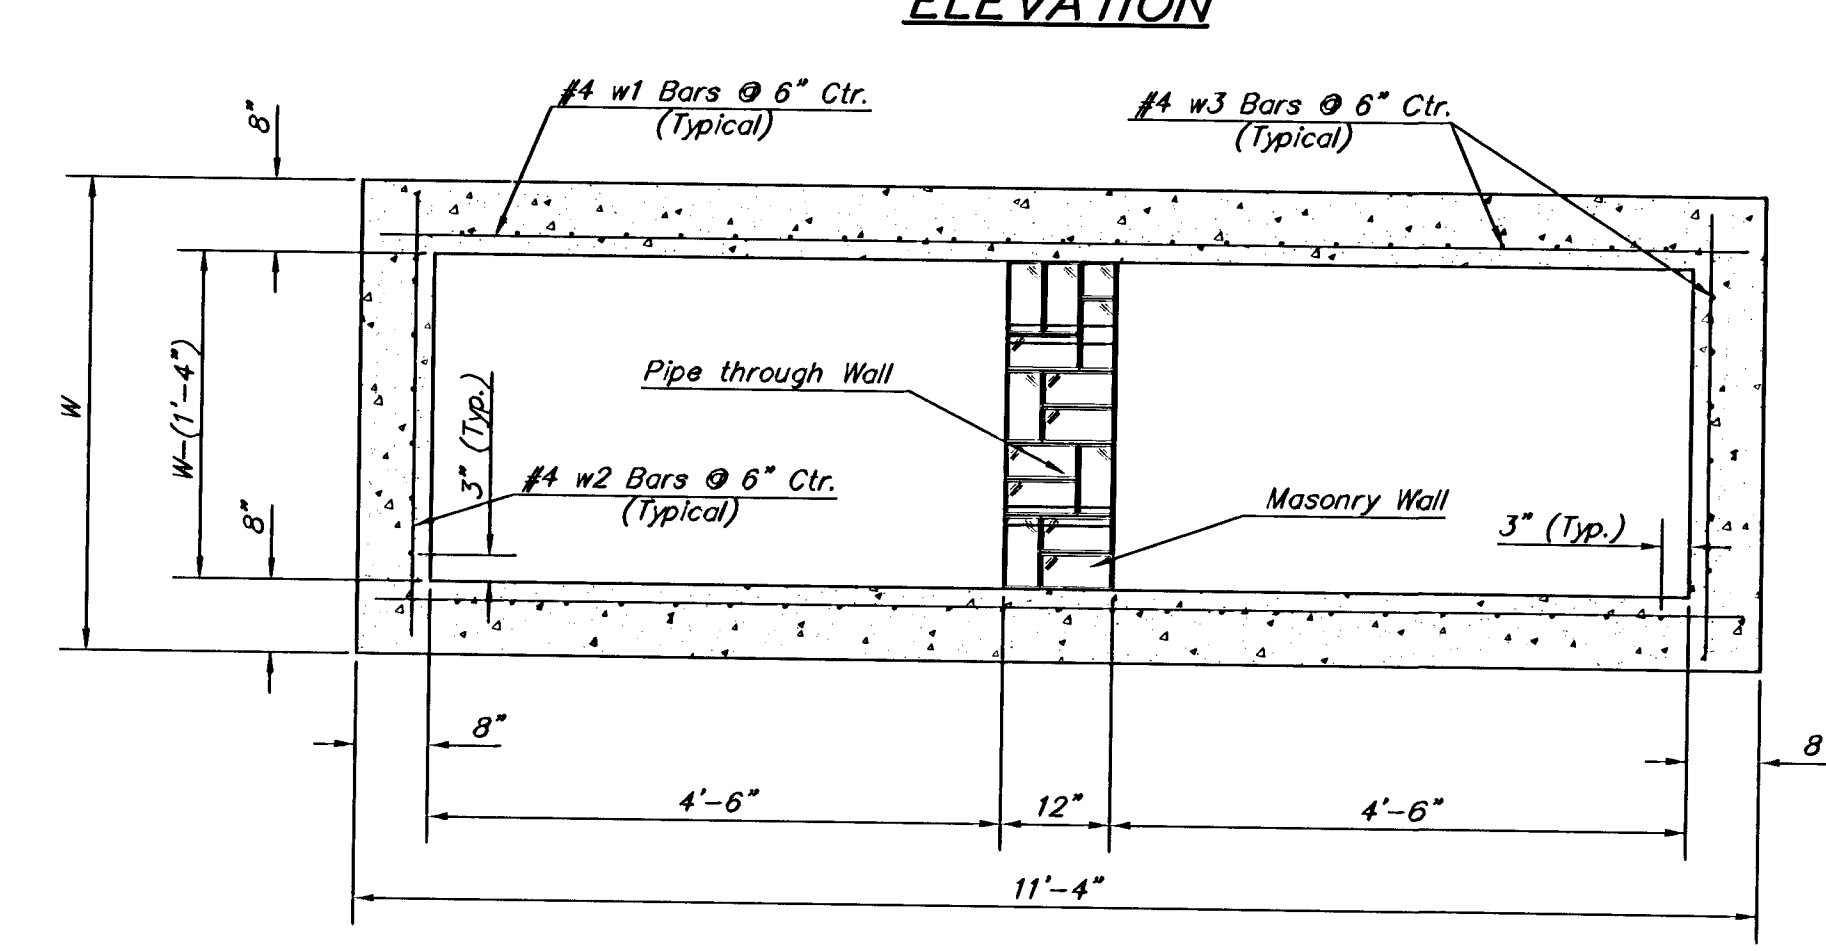 ELEVATION
#4 w1 Bars @ 6" Ctr.
(Typical)
#4 w3 Bars @ 6" Ctr.
(Typical)
8"
W
W-(1'-4")
8"
Pipe through Wall
3" (Typ.)
#4 w2 Bars @ 6" Ctr.
(Typical)
Masonry Wall
3" (Typ.)
8"
8
4'-6"
12"
4'-6"
11'-4"